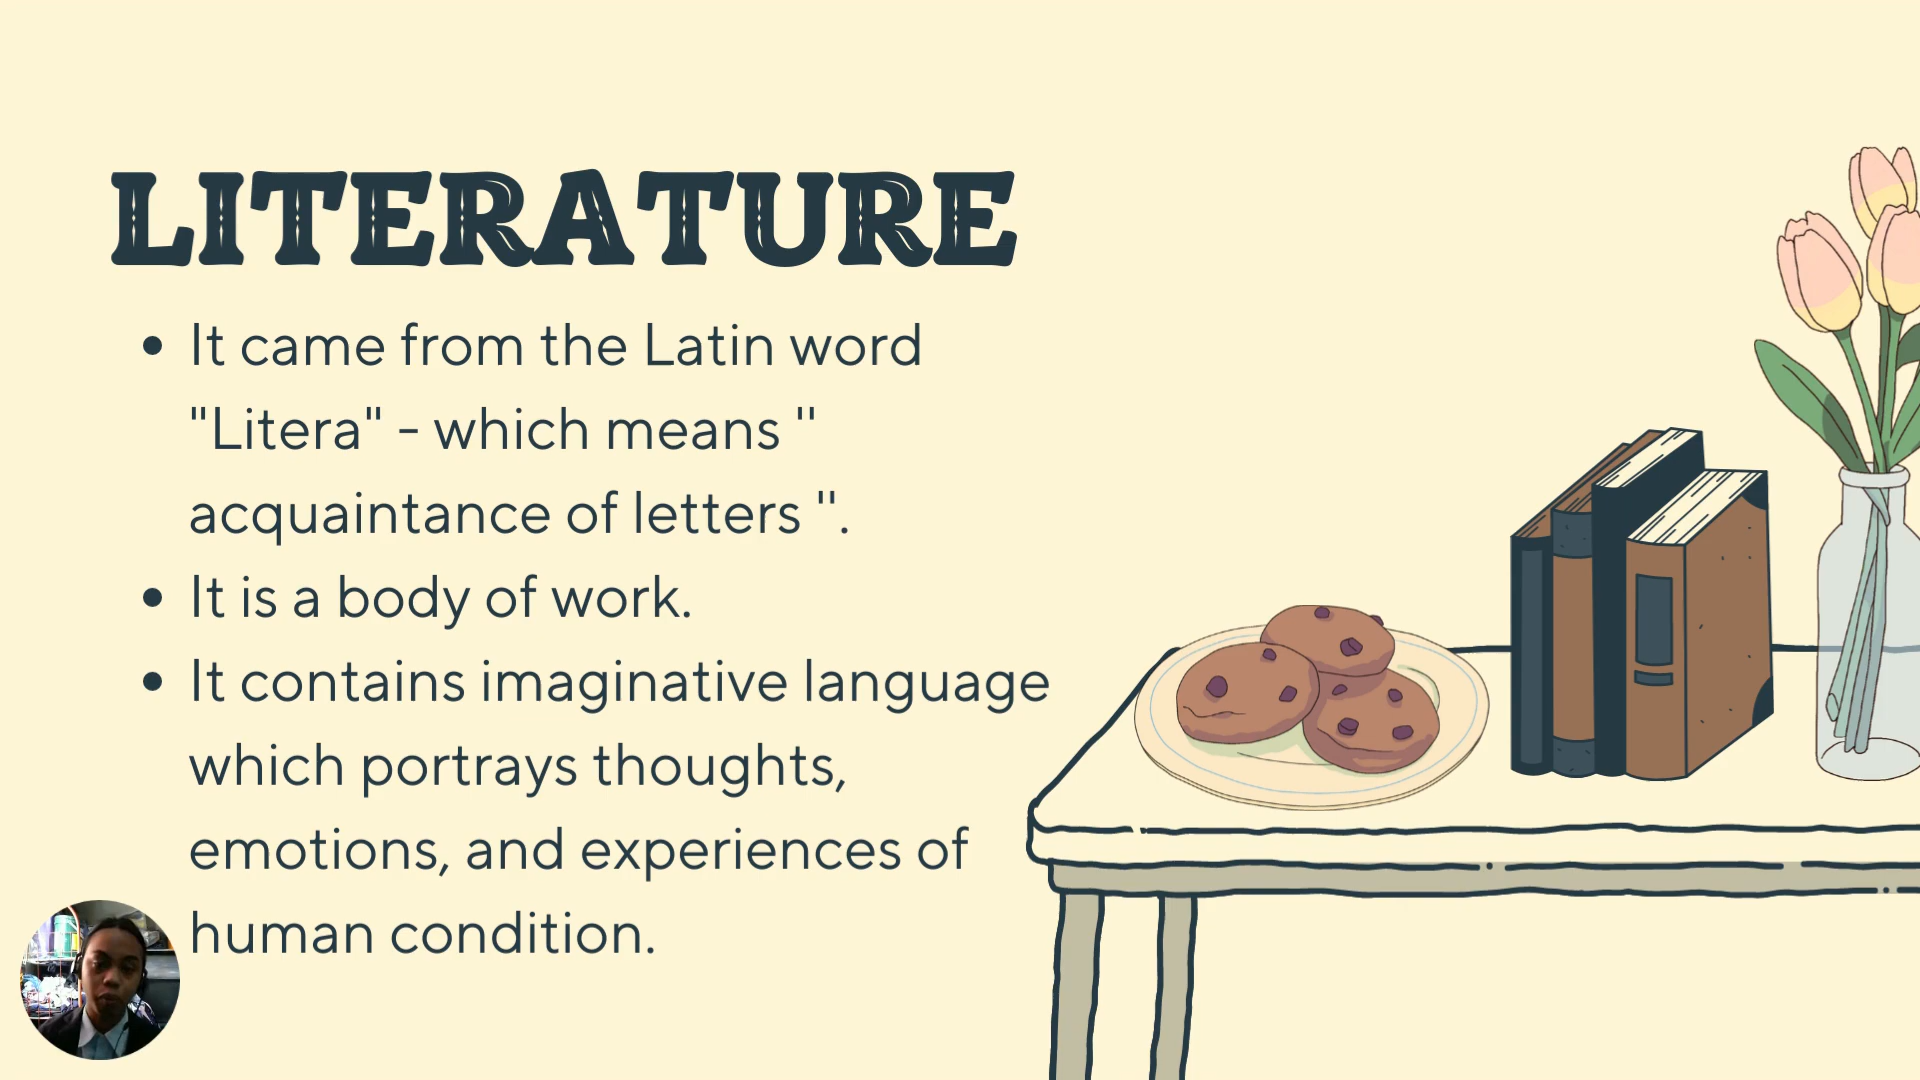 LITERATURE
• It came from the Latin word
"Litera" - which means "
acquaintance of letters ".
• It is a body of work.
• It contains imaginative language
which portrays thoughts,
emotions, and experiences of
human condition.